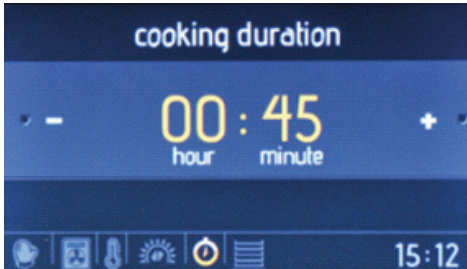 cooking duration
- 00 : 45 +
hour minute
15:12